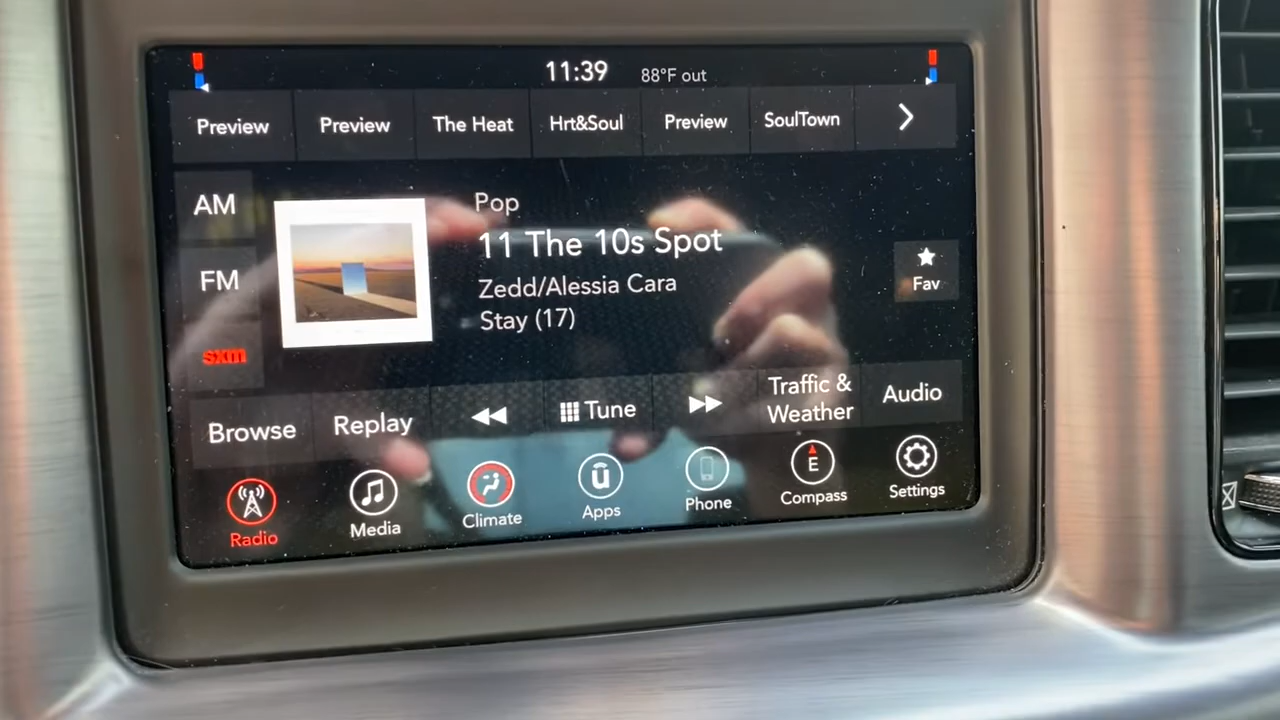 11:39 88°F out
Preview Preview The Heat Hrt&Soul Preview SoulTown
AM
FM
sxm
Pop
11 The 10s Spot
Zedd/Alessia Cara
Stay (17)
Fav
Browse Replay Tune Traffic & Weather Audio
Radio Media Climate Apps Phone Compass Settings
u
E